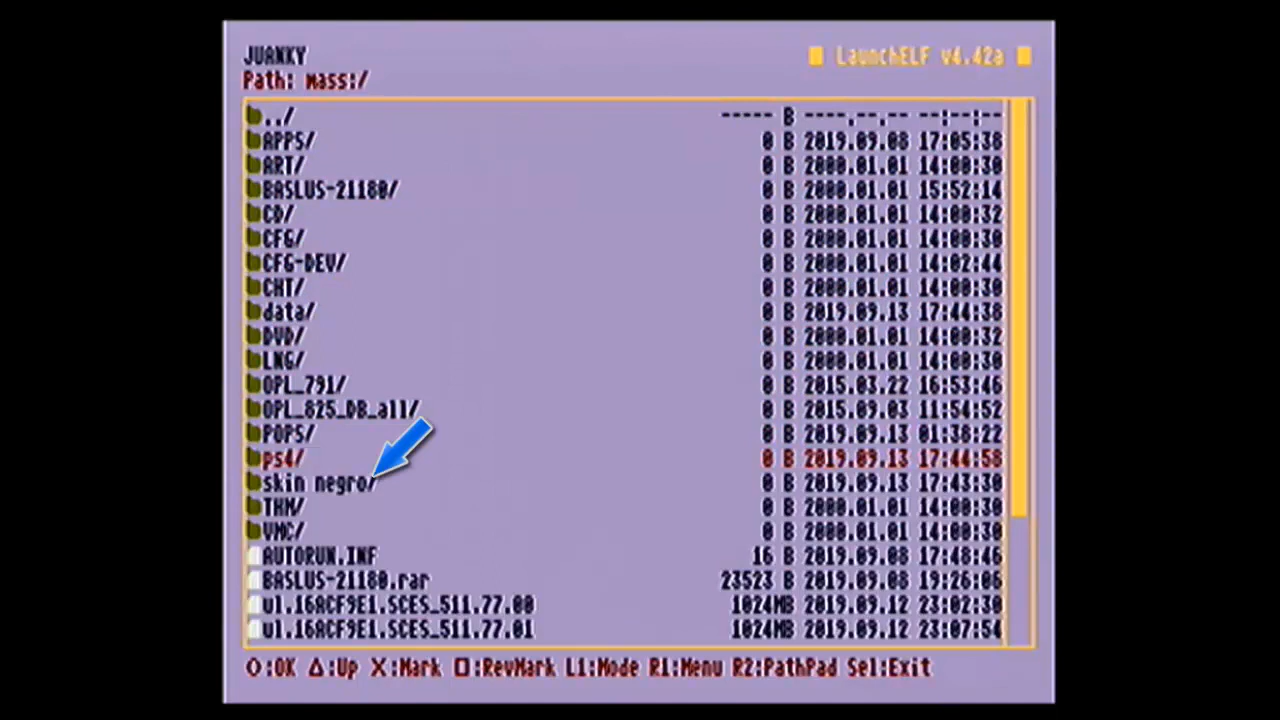 JUANKY LaunchELF v4.42a
Path: mass:/
../ ----- B ----.--.-- --:--:--
APPS/ 0 B 2019.09.08 17:05:38
ART/ 0 B 2000.01.01 14:00:30
BASLUS-21180/ 0 B 2000.01.01 15:52:14
CD/ 0 B 2000.01.01 14:00:32
CFG/ 0 B 2000.01.01 14:00:30
CFG-DEV/ 0 B 2000.01.01 14:02:44
CHT/ 0 B 2000.01.01 14:00:30
data/ 0 B 2019.09.13 17:44:38
DVD/ 0 B 2000.01.01 14:00:32
LNG/ 0 B 2000.01.01 14:00:30
OPL_791/ 0 B 2015.03.22 16:53:46
OPL_825_DB_all/ 0 B 2015.09.03 11:54:52
POPS/ 0 B 2019.09.13 01:38:22
ps4/ 0 B 2019.09.13 17:44:58
skin negro/ 0 B 2019.09.13 17:43:30
THM/ 0 B 2000.01.01 14:00:30
VMC/ 0 B 2000.01.01 14:00:30
AUTORUN.INF 16 B 2019.09.08 17:48:46
BASLUS-21180.rar 23523 B 2019.09.08 19:26:06
ul.16ACF9E1.SCES_511.77.00 1024MB 2019.09.12 23:02:30
ul.16ACF9E1.SCES_511.77.01 1024MB 2019.09.12 23:07:54
○:OK △:Up X:Mark □:RevMark L1:Mode R1:Menu R2:PathPad Sel:Exit